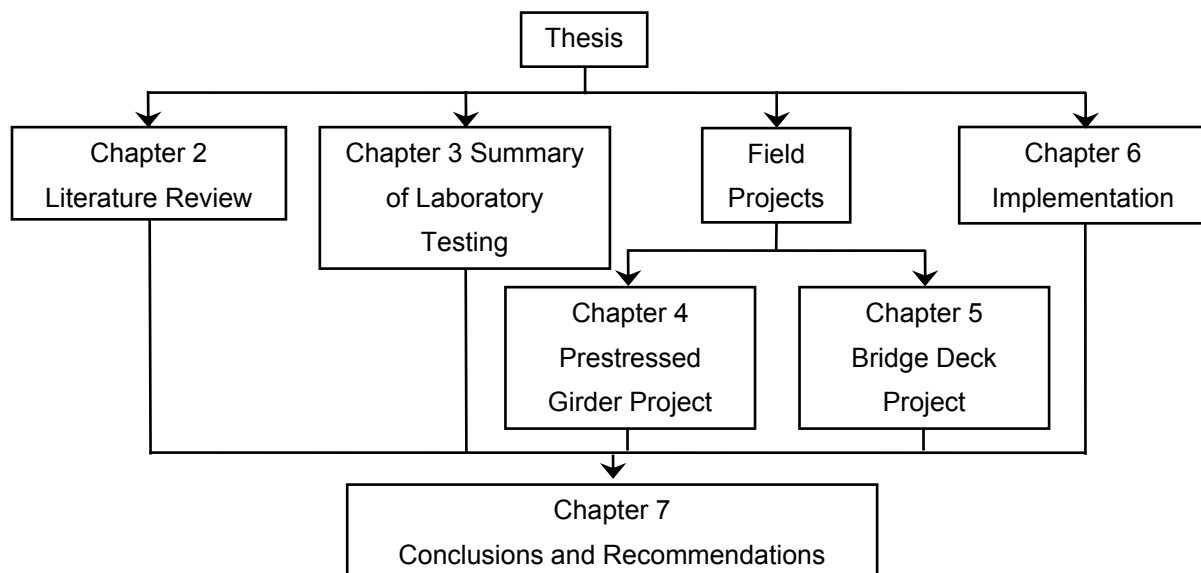 Thesis
Chapter 2
Literature Review
Chapter 3 Summary
of Laboratory
Testing
Field
Projects
Chapter 6
Implementation
Chapter 4
Prestressed
Girder Project
Chapter 5
Bridge Deck
Project
Chapter 7
Conclusions and Recommendations